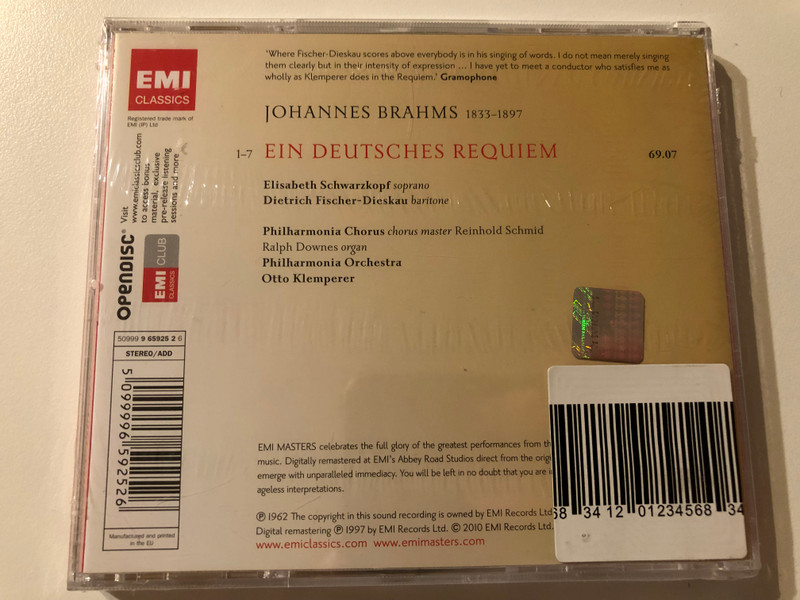 'Where Fischer-Dieskau scores above everybody is in his singing of words. I do not mean merely singing
them clearly but in their intensity of expression ... I have yet to meet a conductor who satisfies me as
wholly as Klemperer does in the Requiem.' Gramophone
EMI
CLASSICS
Registered trade mark of
EMI (IP) Ltd
JOHANNES BRAHMS 1833–1897
1–7 EIN DEUTSCHES REQUIEM 69.07
Elisabeth Schwarzkopf soprano
Dietrich Fischer-Dieskau baritone
Philharmonia Chorus chorus master Reinhold Schmid
Ralph Downes organ
Philharmonia Orchestra
Otto Klemperer
OPENDISC®
Visit
www.emiclassicsclub.com
to access bonus
material, exclusive
pre-release listening
sessions and more
EMI CLUB
CLASSICS
50999 9 65925 2 6
STEREO/ADD
5 099996 592526
Manufactured and printed
in the EU
EMI MASTERS celebrates the full glory of the greatest performances from th
music. Digitally remastered at EMI's Abbey Road Studios direct from the orig
emerge with unparalleled immediacy. You will be left in no doubt that you are i
ageless interpretations.
℗ 1962 The copyright in this sound recording is owned by EMI Records Ltd
Digital remastering ℗ 1997 by EMI Records Ltd. © 2010 EMI Records Ltd.
www.emiclassics.com www.emimasters.com
68 34 12 01234568 34